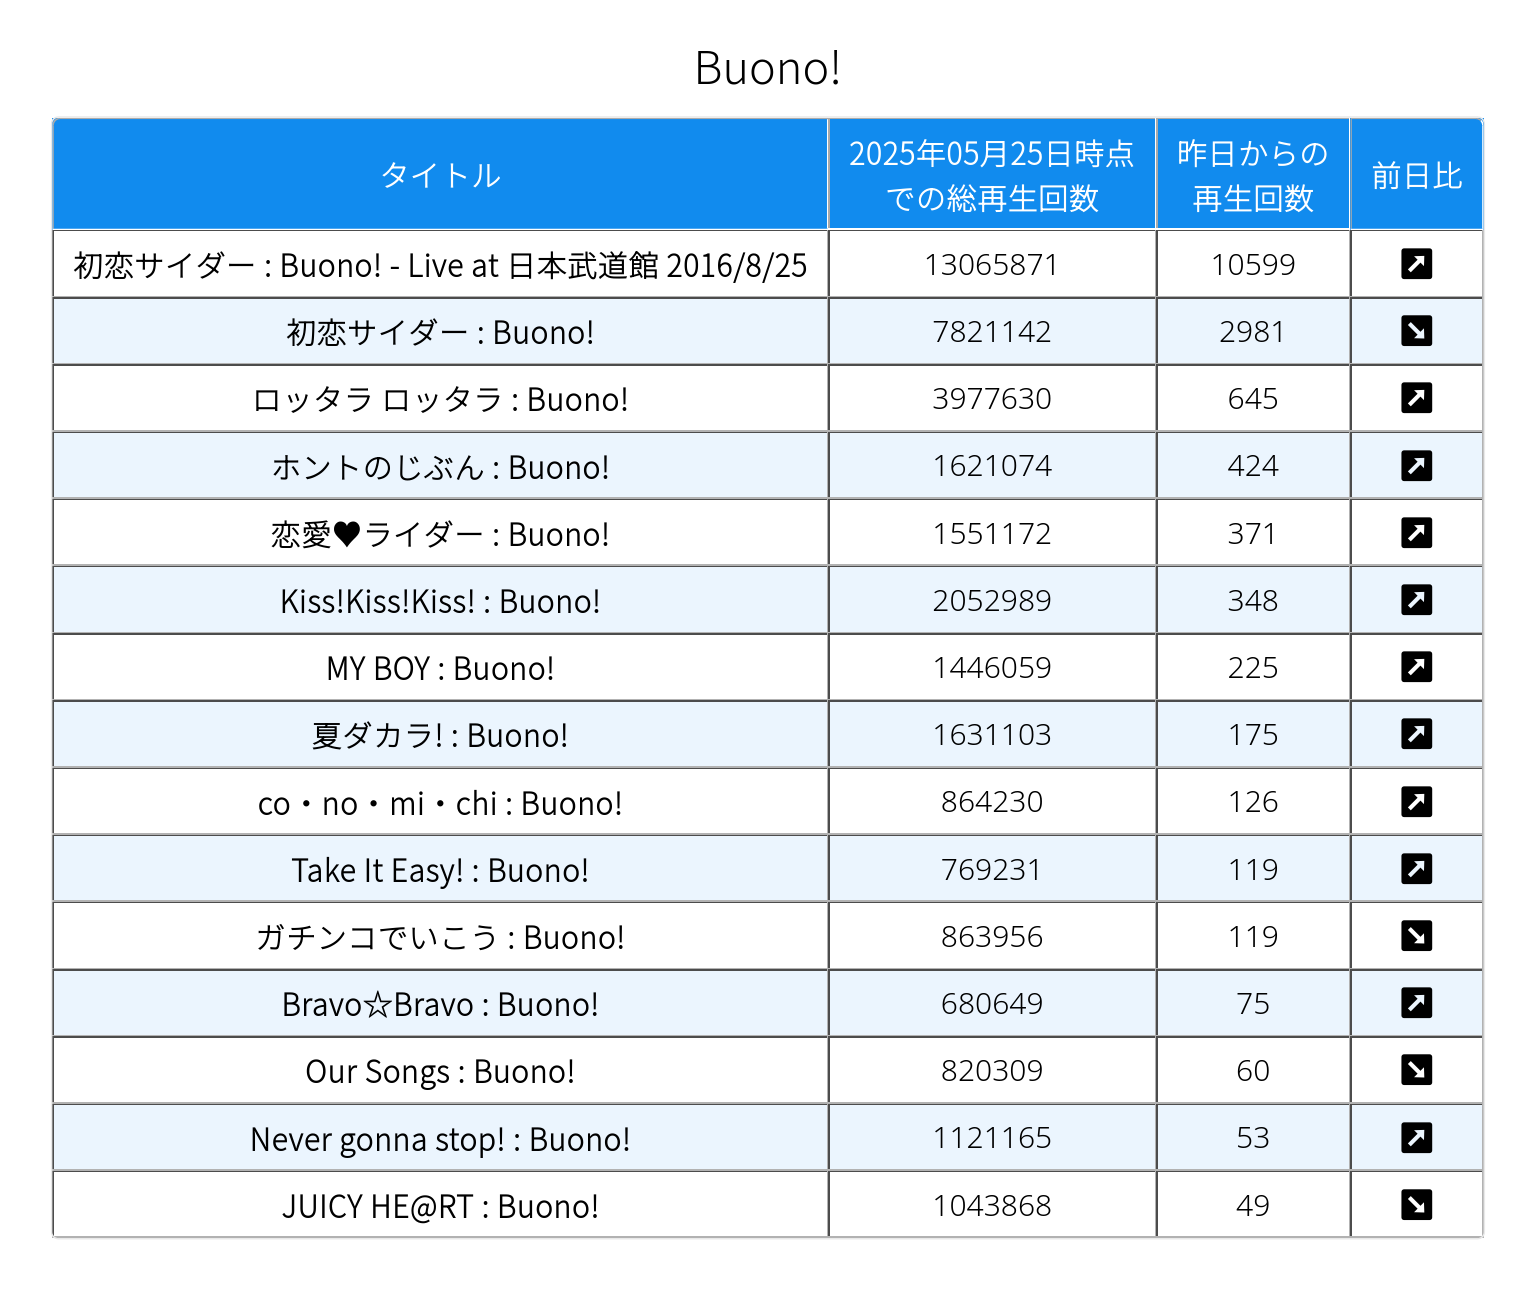 Buono!
タイトル 2025年05月25日時点 での総再生回数 昨日からの 再生回数 前日比
初恋サイダー : Buono! - Live at 日本武道館 2016/8/25 13065871 10599
初恋サイダー : Buono! 7821142 2981
ロッタラ ロッタラ : Buono! 3977630 645
ホントのじぶん : Buono! 1621074 424
恋愛♥ライダー : Buono! 1551172 371
Kiss!Kiss!Kiss! : Buono! 2052989 348
MY BOY : Buono! 1446059 225
夏ダカラ! : Buono! 1631103 175
co・no・mi・chi : Buono! 864230 126
Take It Easy! : Buono! 769231 119
ガチンコでいこう : Buono! 863956 119
Bravo☆Bravo : Buono! 680649 75
Our Songs : Buono! 820309 60
Never gonna stop! : Buono! 1121165 53
JUICY HE@RT : Buono! 1043868 49